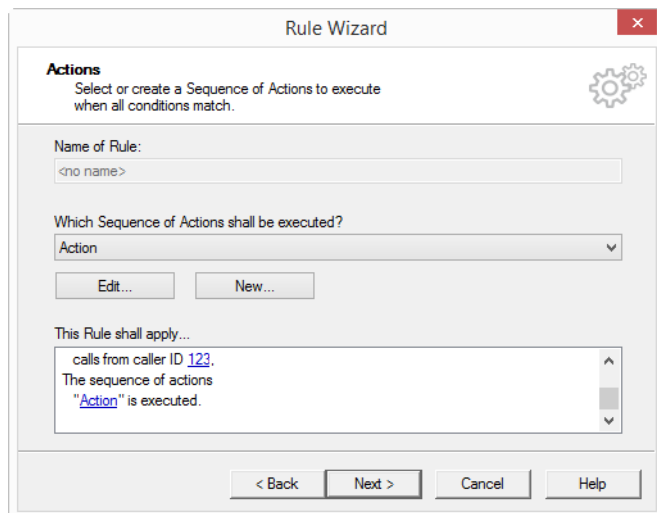 Rule Wizard
Actions
Select or create a Sequence of Actions to execute
when all conditions match.
Name of Rule:
<no name>
Which Sequence of Actions shall be executed?
Action
Edit...
New...
This Rule shall apply...
calls from caller ID 123,
The sequence of actions
"Action" is executed.
< Back
Next >
Cancel
Help